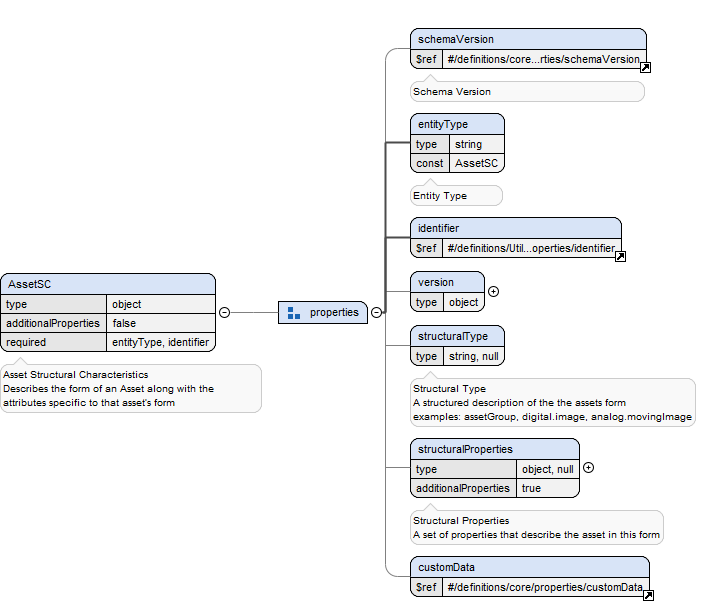 AssetSC
type object
additionalProperties false
required entityType, identifier
Asset Structural Characteristics
Describes the form of an Asset along with the
attributes specific to that asset's form
properties
schemaVersion
$ref #/definitions/core...rties/schemaVersion
Schema Version
entityType
type string
const AssetSC
Entity Type
identifier
$ref #/definitions/Util...operties/identifier
version
type object
structuralType
type string, null
Structural Type
A structured description of the the assets form
examples: assetGroup, digital.image, analog.movingImage
structuralProperties
type object, null
additionalProperties true
Structural Properties
A set of properties that describe the asset in this form
customData
$ref #/definitions/core/properties/customData